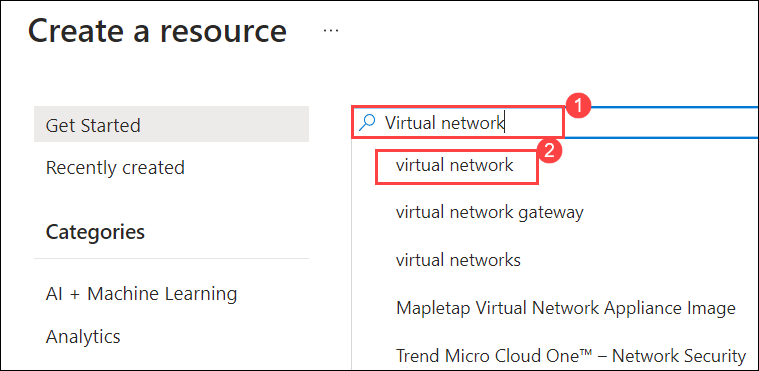 Create a resource ...
Get Started
Recently created
Categories
AI + Machine Learning
Analytics
Virtual network 1
virtual network 2
virtual network gateway
virtual networks
Mapletap Virtual Network Appliance Image
Trend Micro Cloud One™ – Network Security